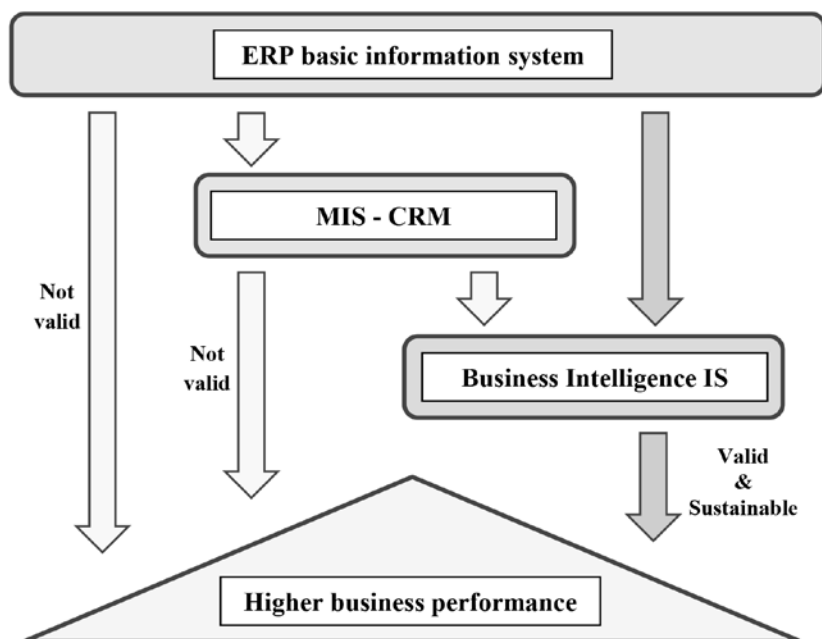 ERP basic information system
MIS - CRM
Not
valid
Not
valid
Business Intelligence IS
Valid
&
Sustainable
Higher business performance